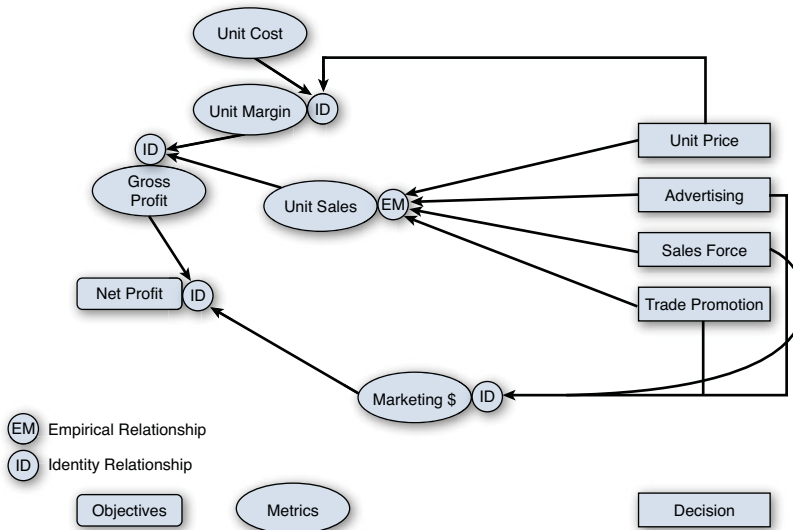 Unit Cost
Unit Margin
ID
ID
Unit Price
Gross
Profit
Unit Sales
EM
Advertising
Sales Force
Net Profit
ID
Trade Promotion
Marketing $
ID
EM
Empirical Relationship
ID
Identity Relationship
Objectives
Metrics
Decision